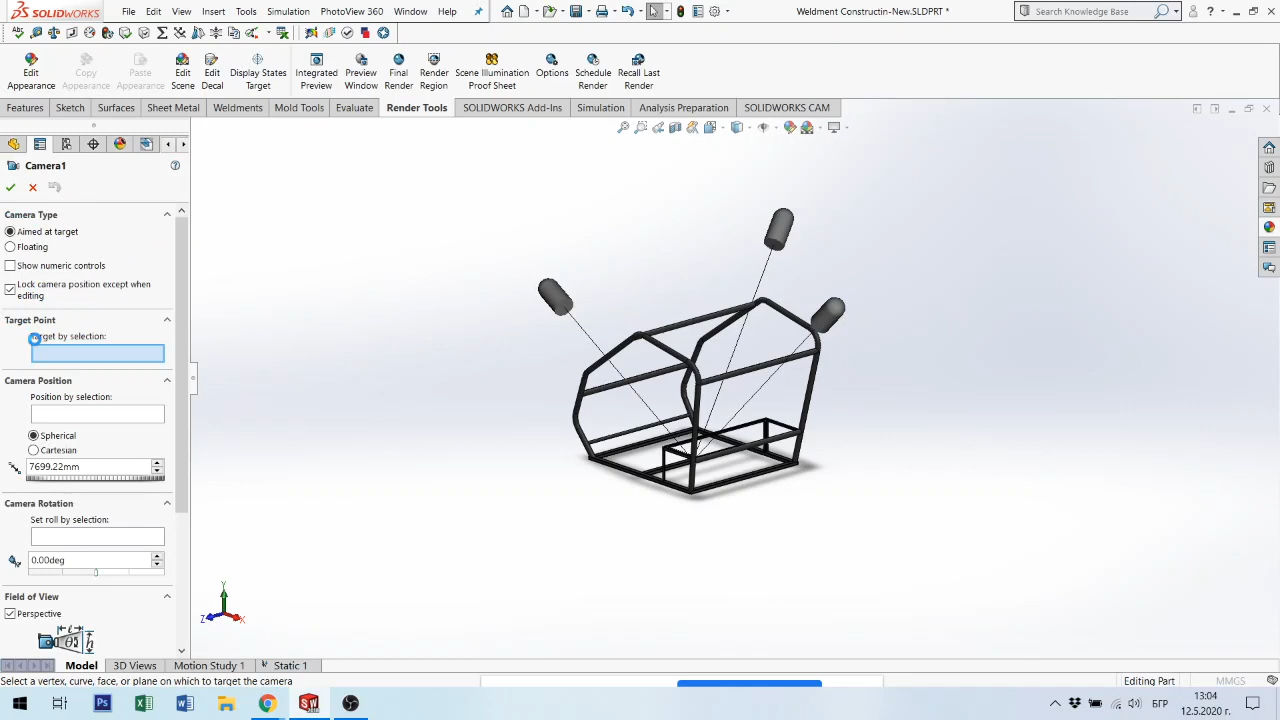 SOLIDWORKS File Edit View Insert Tools Simulation PhotoView 360 Window Help Weldment Constructin-New.SLDPRT * Search Knowledge Base
Edit Appearance Copy Appearance Paste Appearance Edit Scene Edit Decal Display States Target Integrated Preview Preview Window Final Render Render Region Scene Illumination Proof Sheet Options Schedule Render Recall Last Render
Features Sketch Surfaces Sheet Metal Weldments Mold Tools Evaluate Render Tools SOLIDWORKS Add-Ins Simulation Analysis Preparation SOLIDWORKS CAM
Camera1
Camera Type
Aimed at target
Floating
Show numeric controls
Lock camera position except when
editing
Target Point
Target by selection:
Camera Position
Position by selection:
Spherical
Cartesian
7699.22mm
Camera Rotation
Set roll by selection:
0.00deg
Field of View
Perspective
Y
Z X
Model 3D Views Motion Study 1 Static 1
Select a vertex, curve, face, or plane on which to target the camera Editing Part MMGS
БГР 13:04
12.5.2020 г.